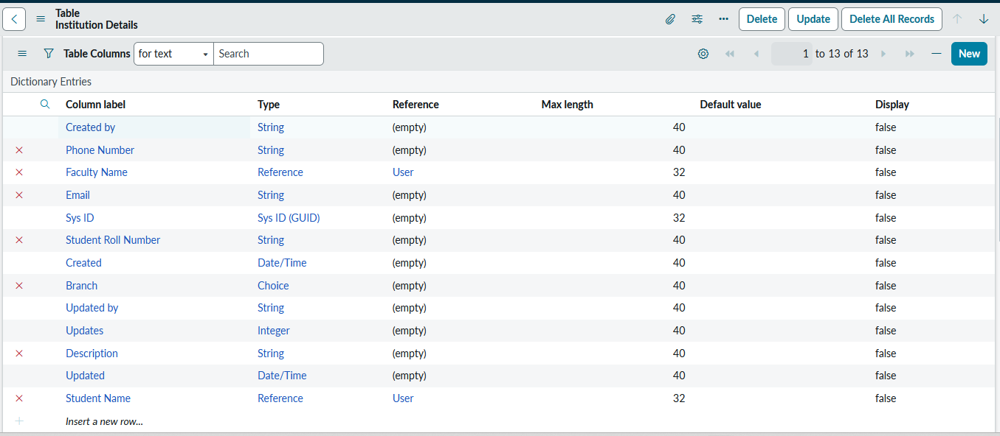 Table
Institution Details
Delete Update Delete All Records
Table Columns for text Search 1 to 13 of 13 New
Dictionary Entries
Column label Type Reference Max length Default value Display
Created by String (empty) 40 false
Phone Number String (empty) 40 false
Faculty Name Reference User 32 false
Email String (empty) 40 false
Sys ID Sys ID (GUID) (empty) 32 false
Student Roll Number String (empty) 40 false
Created Date/Time (empty) 40 false
Branch Choice (empty) 40 false
Updated by String (empty) 40 false
Updates Integer (empty) 40 false
Description String (empty) 40 false
Updated Date/Time (empty) 40 false
Student Name Reference User 32 false
Insert a new row...